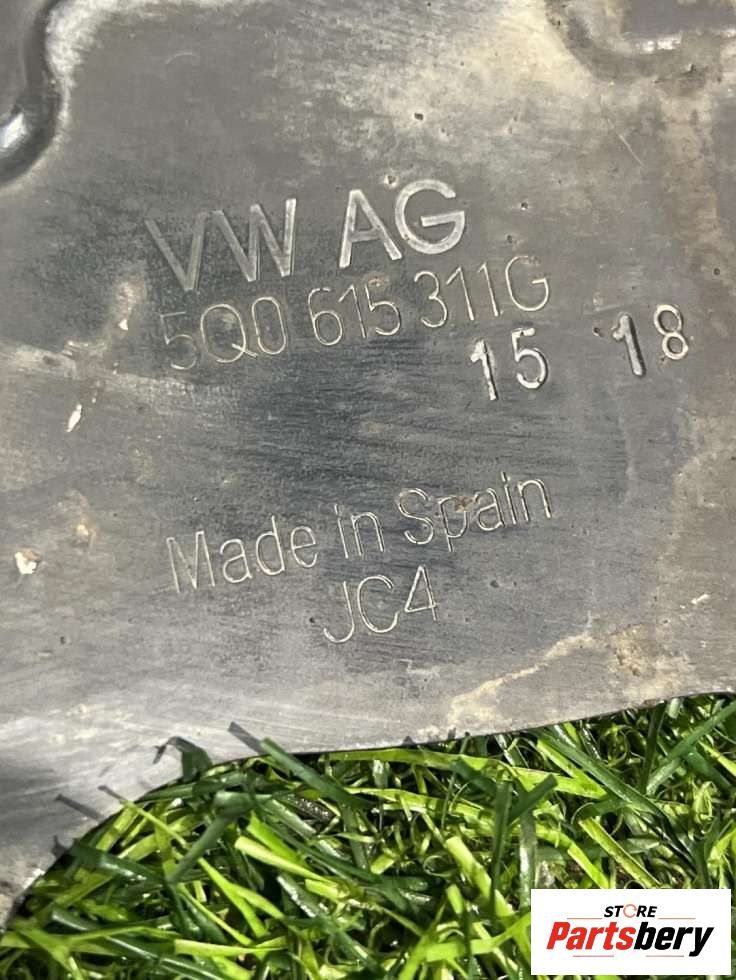 VW AG
5Q0 615 311G
15 18
Made in Spain
JC4
STORE
Partsbery